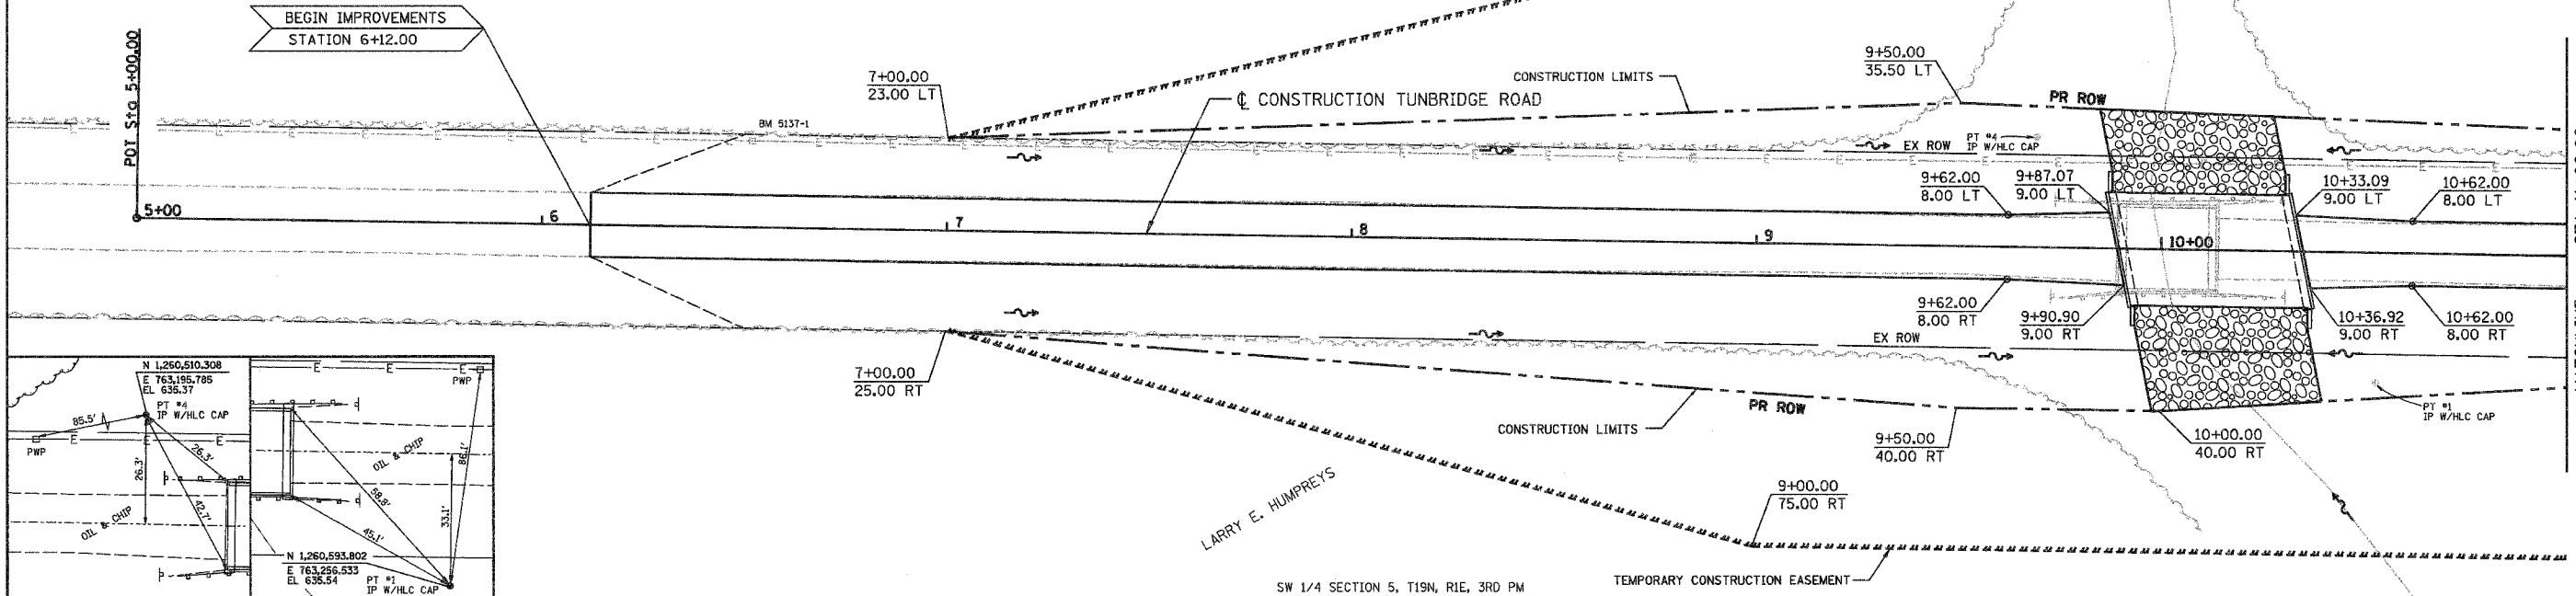 BEGIN IMPROVEMENTS
STATION 6+12.00
POT Sta 5+00.00
7+00.00
23.00 LT
CONSTRUCTION LIMITS
9+50.00
35.50 LT
℄ CONSTRUCTION TUNBRIDGE ROAD
PR ROW
BM 5137-1
E E E E E E E E E
EX ROW
PT #4
IP W/HLC CAP
9+62.00
8.00 LT
9+87.07
9.00 LT
10+33.09
9.00 LT
10+62.00
8.00 LT
5+00
6
7
8
9
10+00
9+62.00
8.00 RT
9+90.90
9.00 RT
10+36.92
9.00 RT
10+62.00
8.00 RT
EX ROW
7+00.00
25.00 RT
PR ROW
CONSTRUCTION LIMITS
9+50.00
40.00 RT
10+00.00
40.00 RT
PT #1
IP W/HLC CAP
9+00.00
75.00 RT
LARRY E. HUMPREYS
SW 1/4 SECTION 5, T19N, R1E, 3RD PM
TEMPORARY CONSTRUCTION EASEMENT
N 1,260,510.308
E 763,195.785
EL 635.37
PT #4
IP W/HLC CAP
85.5'
PWP
E E E
26.3'
26.3'
42.7'
OIL & CHIP
E E E
PWP
OIL & CHIP
86.1'
58.8'
45.1'
33.1'
N 1,260,593.802
E 763,256.533
EL 635.54
PT #1
IP W/HLC CAP